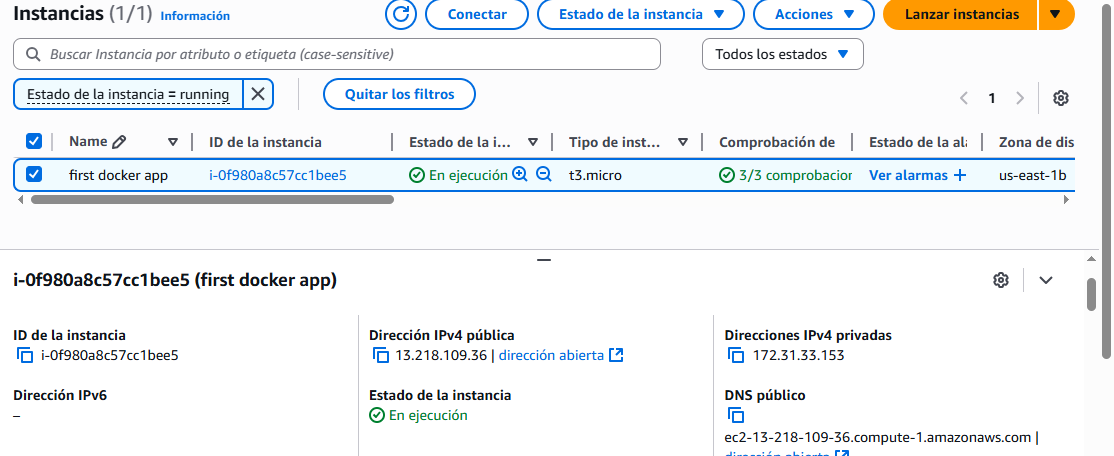 Instancias (1/1) Información Conectar Estado de la instancia Acciones Lanzar instancias
Buscar Instancia por atributo o etiqueta (case-sensitive) Todos los estados
Estado de la instancia = running Quitar los filtros
1
Name ID de la instancia Estado de la i... Tipo de inst... Comprobación de Estado de la ala Zona de dis
first docker app i-0f980a8c57cc1bee5 En ejecución t3.micro 3/3 comprobacion Ver alarmas us-east-1b
i-0f980a8c57cc1bee5 (first docker app)
ID de la instancia Dirección IPv4 pública Direcciones IPv4 privadas
i-0f980a8c57cc1bee5 13.218.109.36 | dirección abierta 172.31.33.153
Dirección IPv6 Estado de la instancia DNS público
– En ejecución
ec2-13-218-109-36.compute-1.amazonaws.com |
dirección abierta